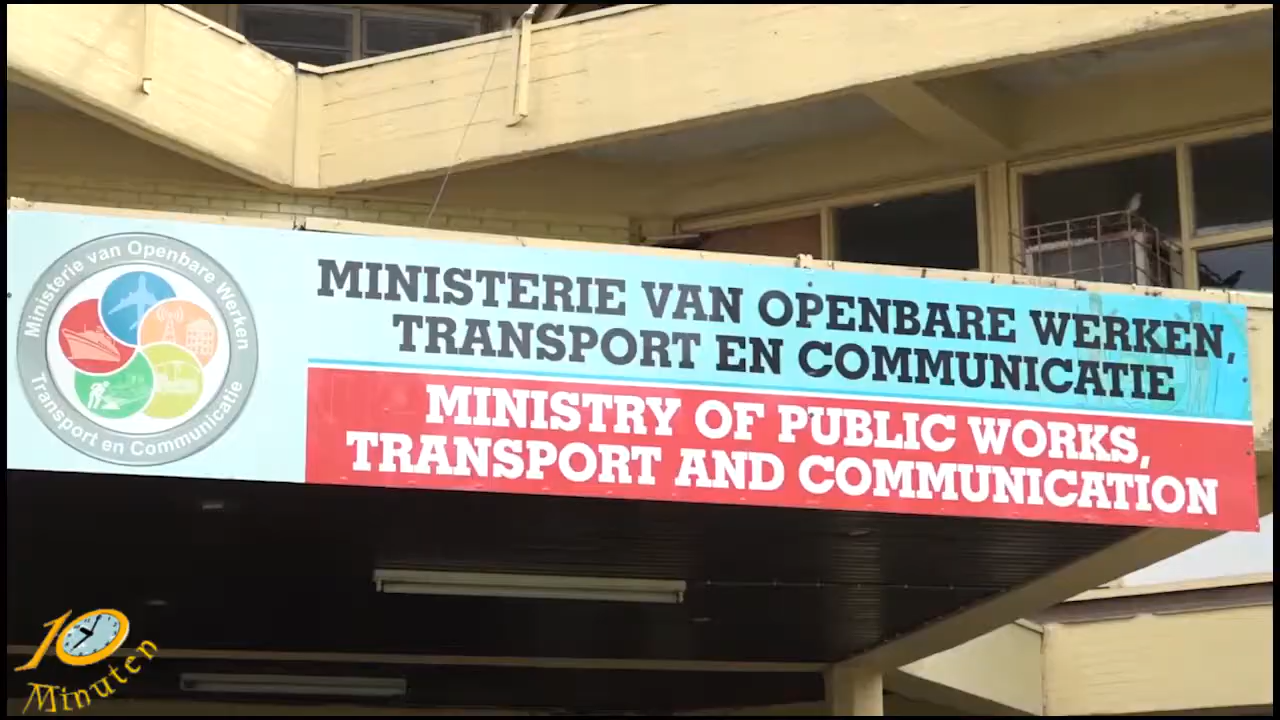 Ministerie van Openbare Werken
Transport en Communicatie
MINISTERIE VAN OPENBARE WERKEN,
TRANSPORT EN COMMUNICATIE
MINISTRY OF PUBLIC WORKS,
TRANSPORT AND COMMUNICATION
10
Minuten